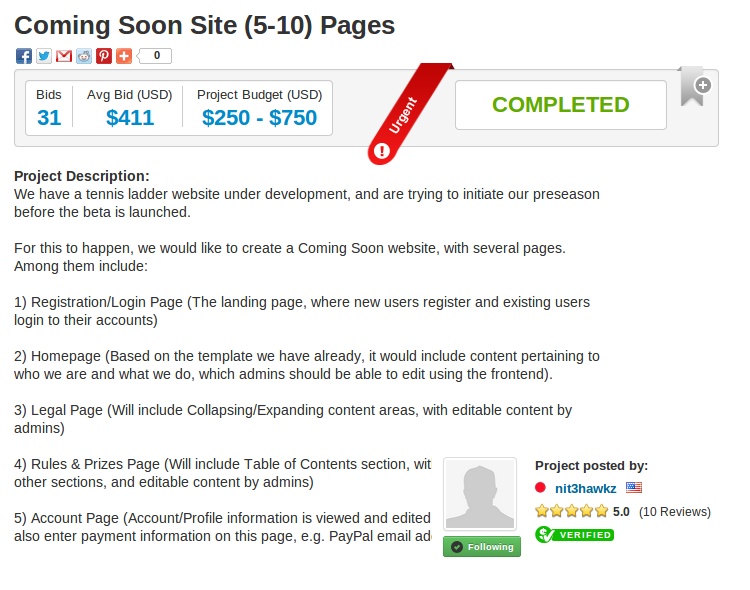 Coming Soon Site (5-10) Pages
0
Bids Avg Bid (USD) Project Budget (USD)
31 $411 $250 - $750
Urgent
COMPLETED
Project Description:
We have a tennis ladder website under development, and are trying to initiate our preseason
before the beta is launched.
For this to happen, we would like to create a Coming Soon website, with several pages.
Among them include:
1) Registration/Login Page (The landing page, where new users register and existing users
login to their accounts)
2) Homepage (Based on the template we have already, it would include content pertaining to
who we are and what we do, which admins should be able to edit using the frontend).
3) Legal Page (Will include Collapsing/Expanding content areas, with editable content by
admins)
4) Rules & Prizes Page (Will include Table of Contents section, wit
other sections, and editable content by admins)
5) Account Page (Account/Profile information is viewed and edited
also enter payment information on this page, e.g. PayPal email ad
Following
Project posted by:
nit3hawkz
5.0 (10 Reviews)
VERIFIED